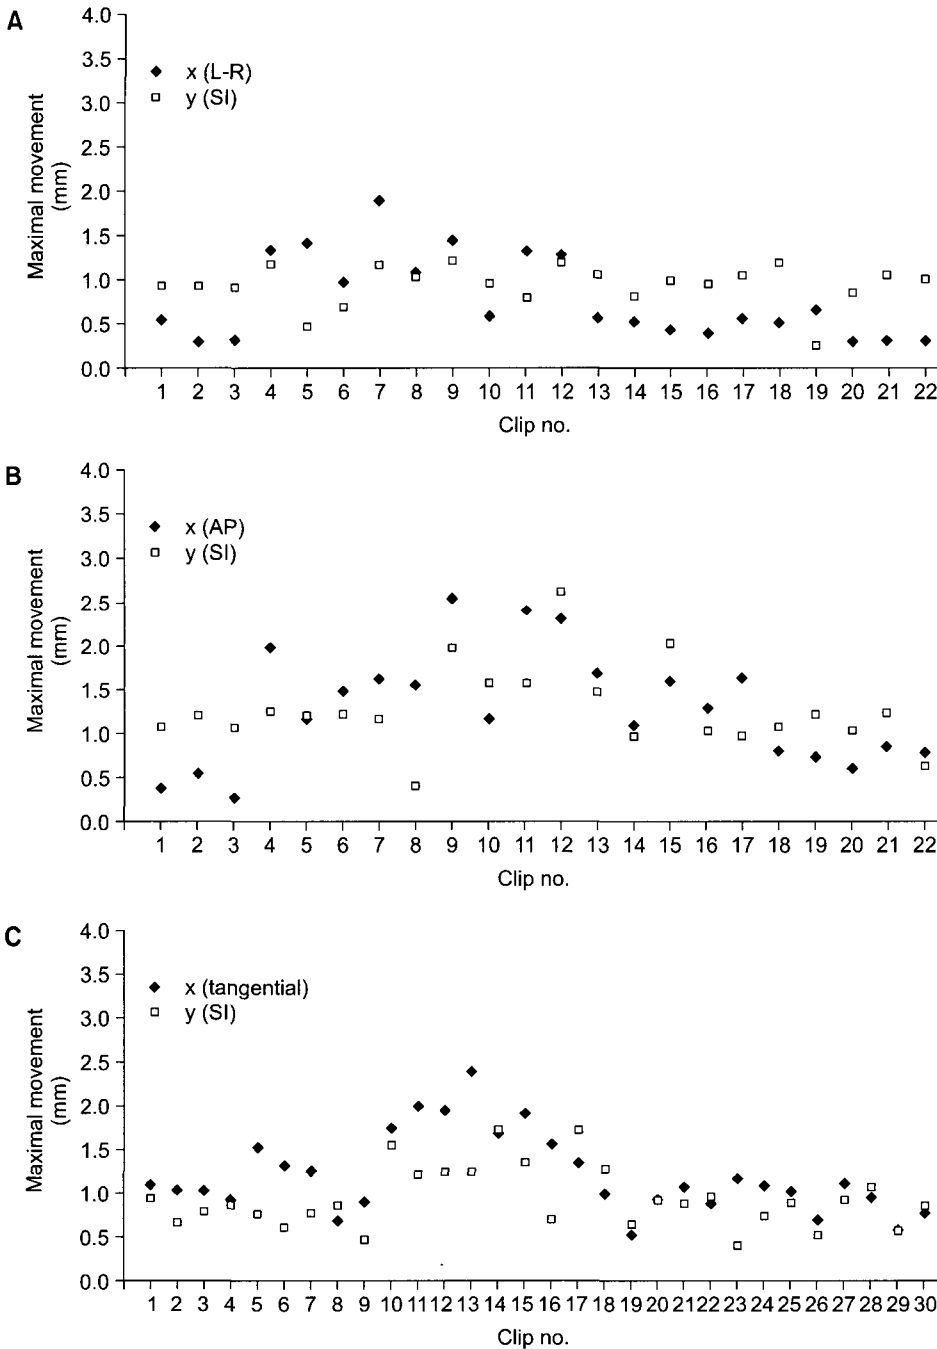 A
4.0
3.5
3.0
2.5
2.0
1.5
1.0
0.5
0.0
Maximal movement
(mm)
x (L-R)
y (SI)
1 2 3 4 5 6 7 8 9 10 11 12 13 14 15 16 17 18 19 20 21 22
Clip no.
B
4.0
3.5
3.0
2.5
2.0
1.5
1.0
0.5
0.0
Maximal movement
(mm)
x (AP)
y (SI)
1 2 3 4 5 6 7 8 9 10 11 12 13 14 15 16 17 18 19 20 21 22
Clip no.
C
4.0
3.5
3.0
2.5
2.0
1.5
1.0
0.5
0.0
Maximal movement
(mm)
x (tangential)
y (SI)
1 2 3 4 5 6 7 8 9 10 11 12 13 14 15 16 17 18 19 20 21 22 23 24 25 26 27 28 29 30
Clip no.